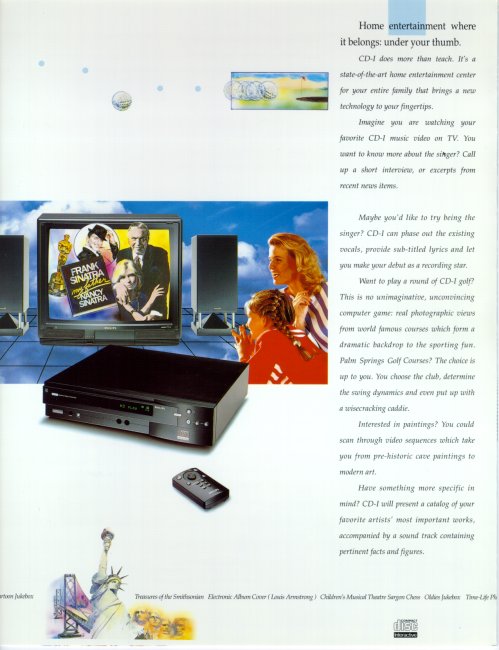 Home entertainment where
it belongs: under your thumb.
CD-I does more than teach. It's a
state-of-the-art home entertainment center
for your entire family that brings a new
technology to your fingertips.
Imagine you are watching your
favorite CD-I music video on TV. You
want to know more about the singer? Call
up a short interview, or excerpts from
recent news items.
Maybe you'd like to try being the
singer? CD-I can phase out the existing
vocals, provide sub-titled lyrics and let
you make your debut as a recording star.
Want to play a round of CD-I golf?
This is no unimaginative, unconvincing
computer game: real photographic views
from world famous courses which form a
dramatic backdrop to the sporting fun.
Palm Springs Golf Courses? The choice is
up to you. You choose the club, determine
the swing dynamics and even put up with
a wisecracking caddie.
Interested in paintings? You could
scan through video sequences which take
you from pre-historic cave paintings to
modern art.
Have something more specific in
mind? CD-I will present a catalog of your
favorite artists' most important works,
accompanied by a sound track containing
pertinent facts and figures.
FRANK
SINATRA
my father
NANCY
SINATRA
PHILIPS
artoon Jukebox
Treasures of the Smithsonian Electronic Album Cover ( Louis Armstrong ) Children's Musical Theatre Sargon Chess Oldies Jukebox Time-Life Ph
COMPACT
disc
Interactive